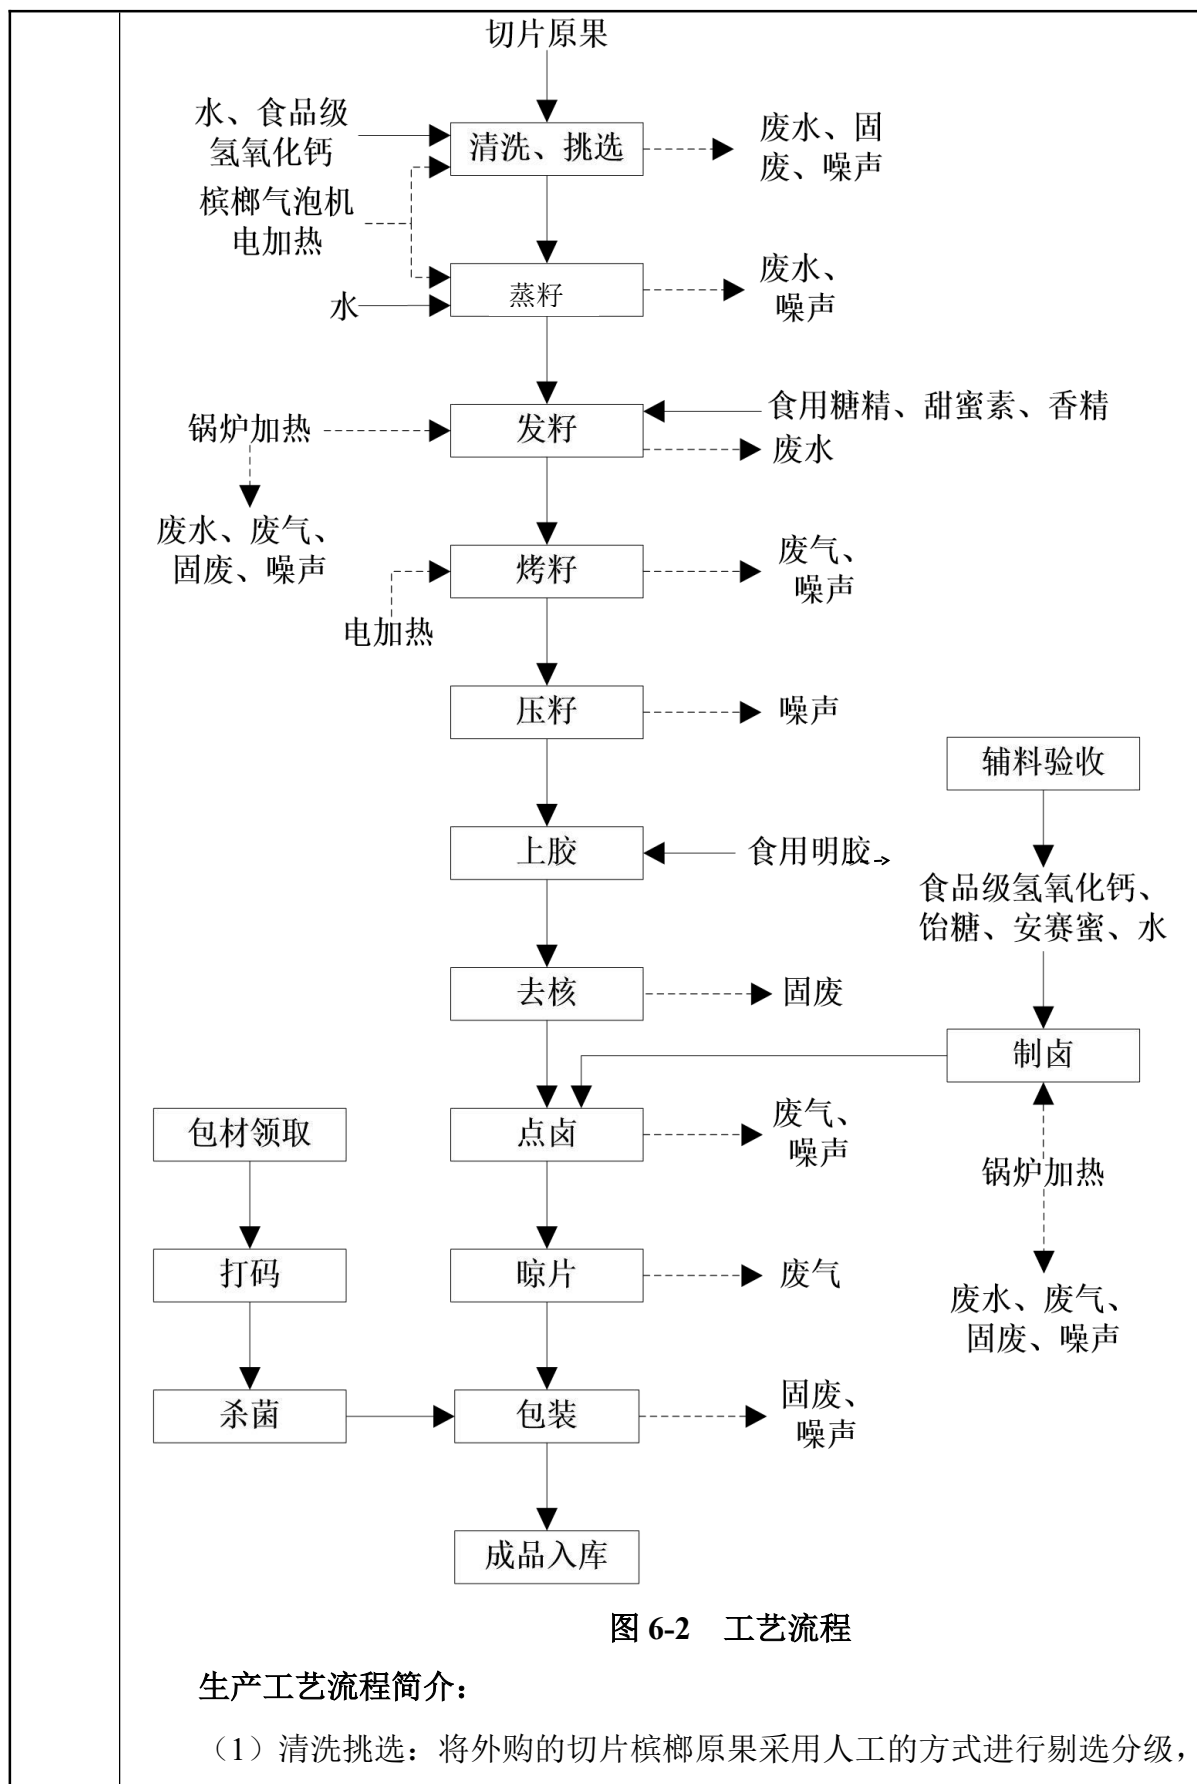 切片原果
水、食品级
氢氧化钙
清洗、挑选
废水、固
废、噪声
槟榔气泡机
电加热
蒸籽
水
废水、
噪声
食用糖精、甜蜜素、香精
锅炉加热
发籽
废水
废水、废气、
固废、噪声
烤籽
废气、
噪声
电加热
压籽
噪声
辅料验收
上胶
食用明胶
食品级氢氧化钙、
饴糖、安赛蜜、水
去核
固废
制卤
包材领取
点卤
废气、
噪声
锅炉加热
打码
晾片
废气
废水、废气、
固废、噪声
杀菌
包装
固废、
噪声
成品入库
图 6-2 工艺流程
生产工艺流程简介：
（1）清洗挑选：将外购的切片槟榔原果采用人工的方式进行剔选分级，